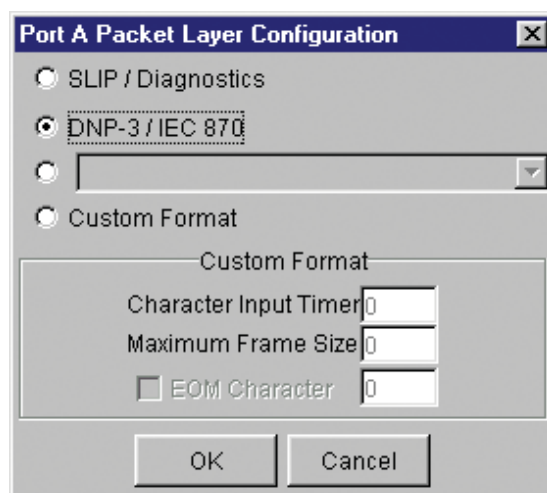 Port A Packet Layer Configuration
SLIP / Diagnostics
DNP-3 / IEC 870
Custom Format
Custom Format
Character Input Timer 0
Maximum Frame Size 0
EOM Character 0
OK Cancel